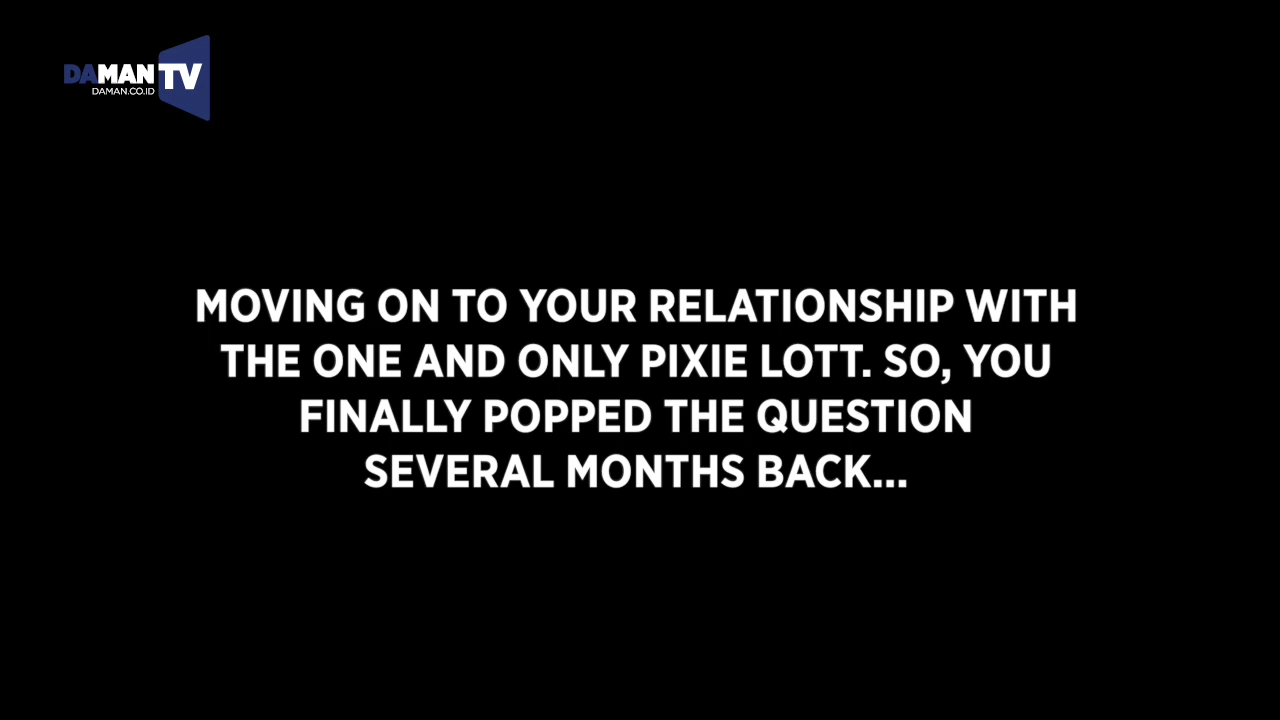 DAMAN TV
DAMAN.CO.ID
MOVING ON TO YOUR RELATIONSHIP WITH
THE ONE AND ONLY PIXIE LOTT. SO, YOU
FINALLY POPPED THE QUESTION
SEVERAL MONTHS BACK...